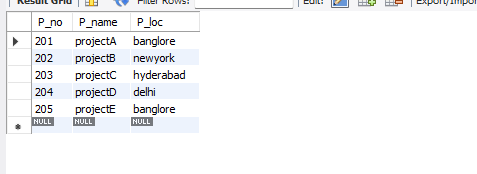 Result Grid Filter Rows: Edit: Export/Impor
P_no P_name P_loc
201 projectA banglore
202 projectB newyork
203 projectC hyderabad
204 projectD delhi
205 projectE banglore
NULL NULL NULL